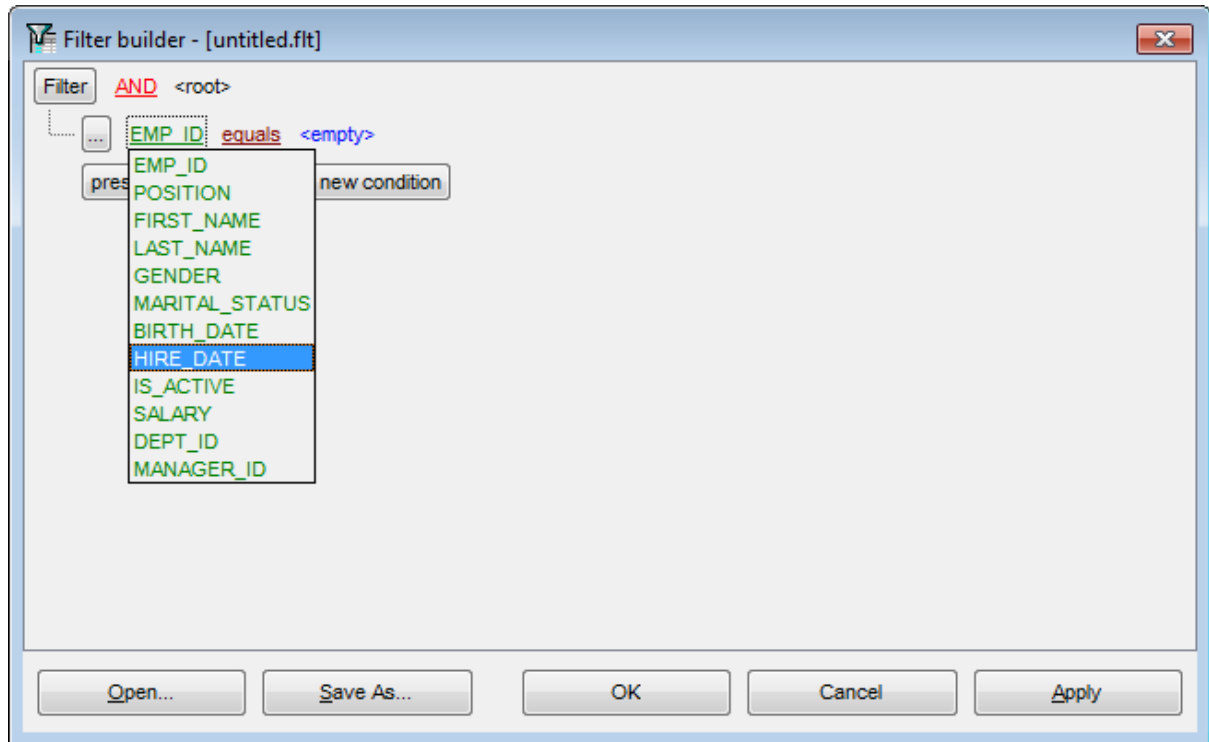 Filter builder - [untitled.flt]
Filter AND <root>
... EMP_ID equals <empty>
EMP_ID
pres new condition
POSITION
FIRST_NAME
LAST_NAME
GENDER
MARITAL_STATUS
BIRTH_DATE
HIRE_DATE
IS_ACTIVE
SALARY
DEPT_ID
MANAGER_ID
Open... Save As... OK Cancel Apply